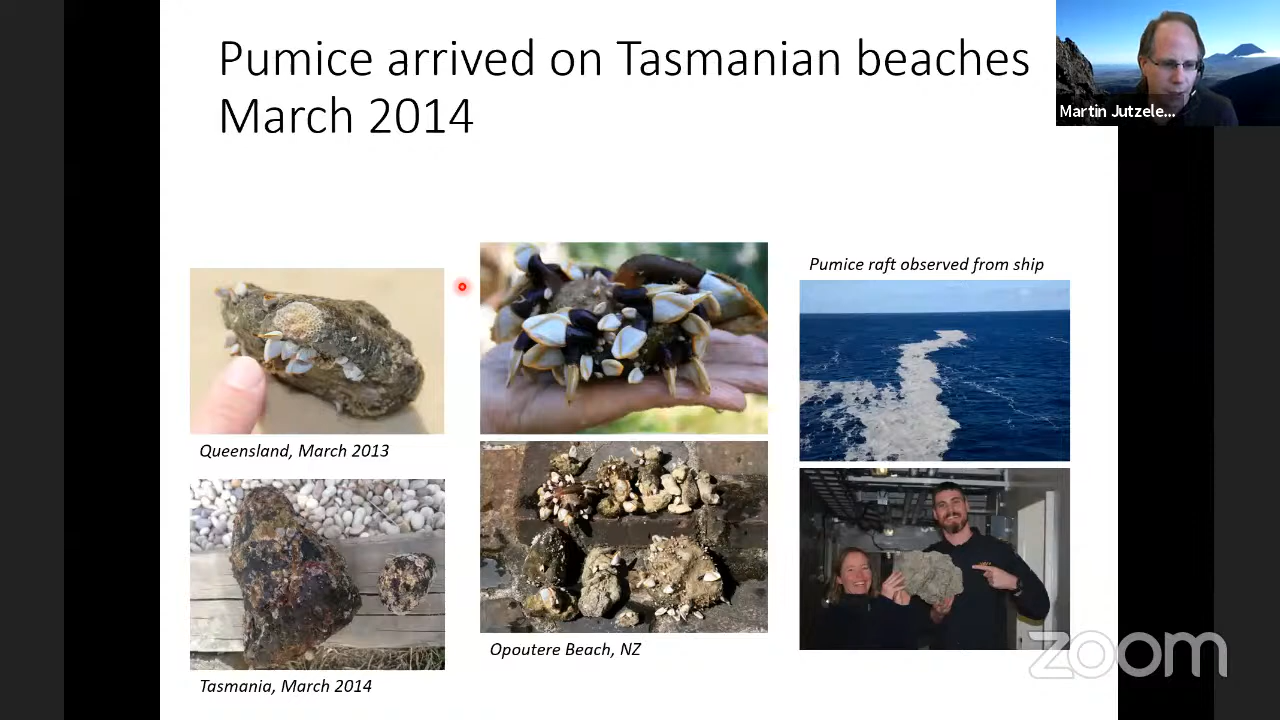 Pumice arrived on Tasmanian beaches
March 2014
Martin Jutzele...
Pumice raft observed from ship
Queensland, March 2013
Opoutere Beach, NZ
Tasmania, March 2014
zoom